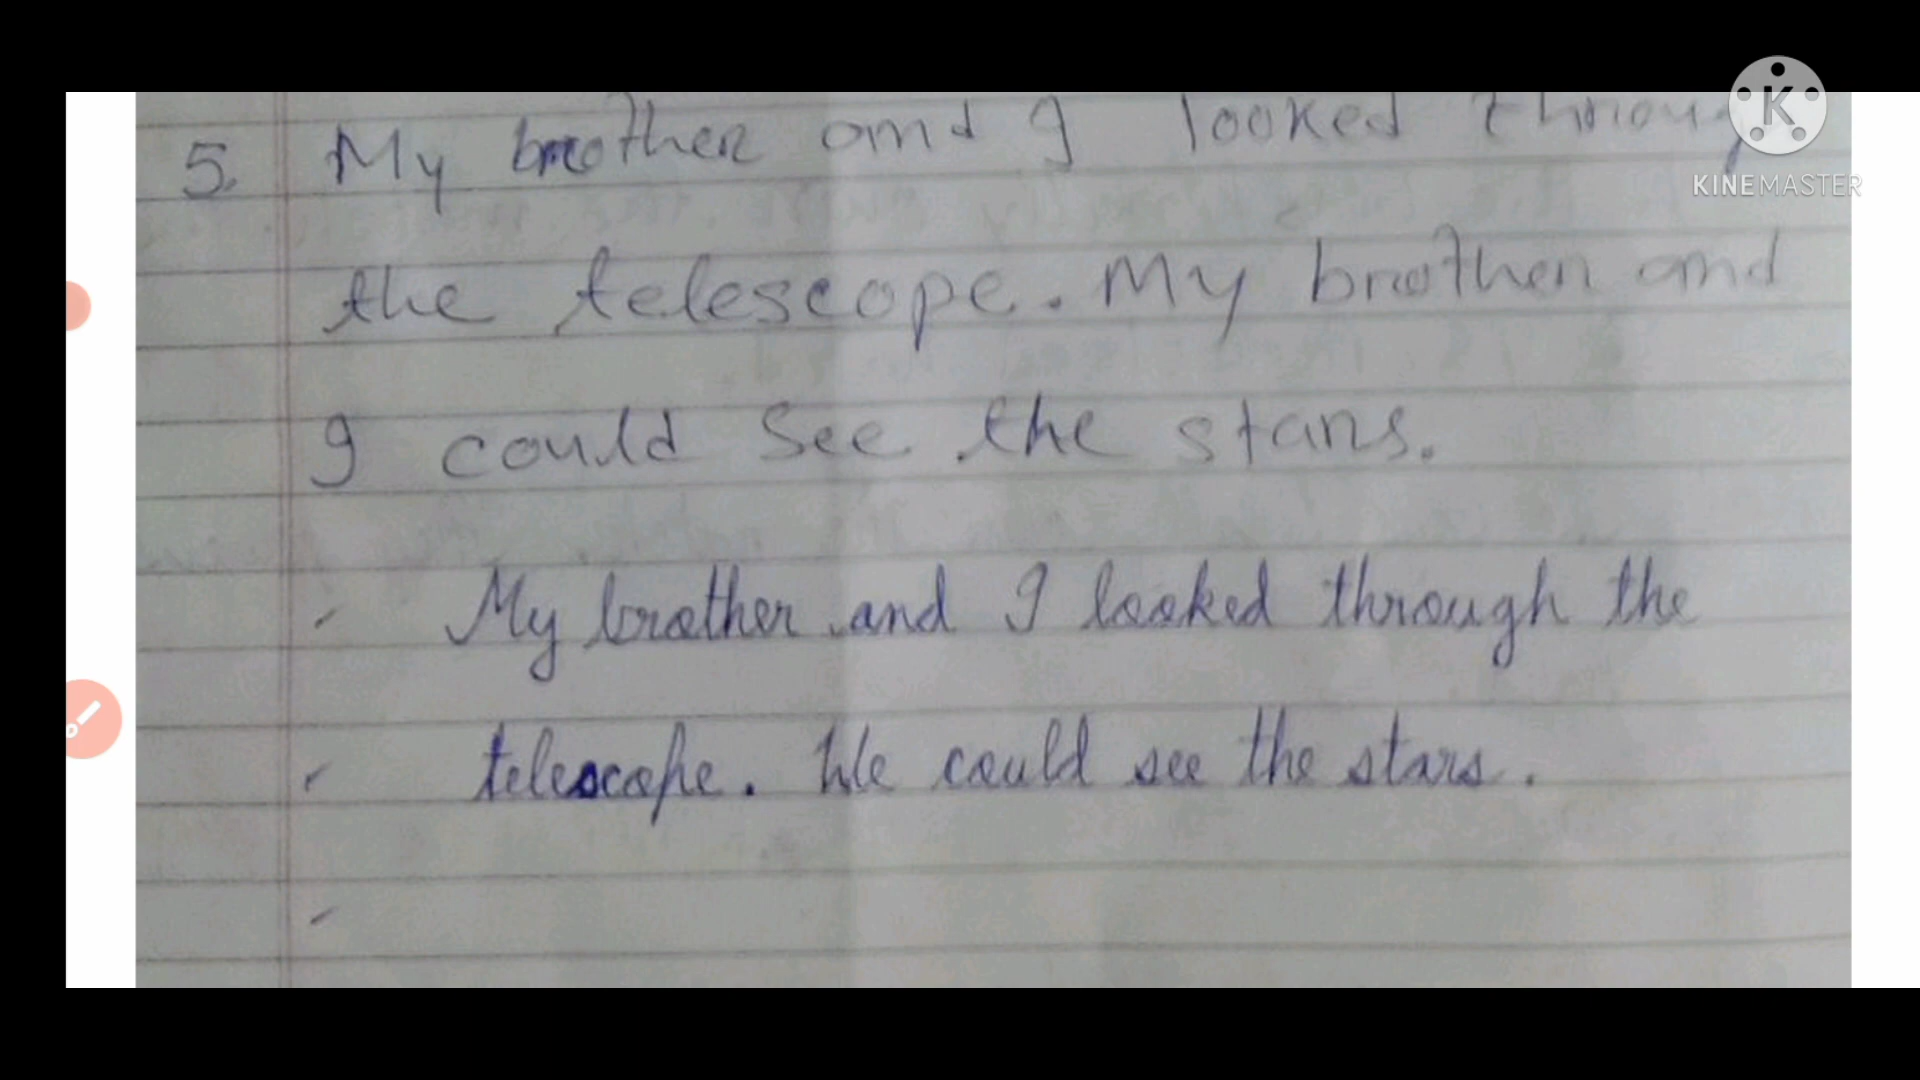 5. My brother and I looked through
the telescope. My brother and
I could see the stars.
My brother and I looked through the
telescope. We could see the stars.
K
KINEMASTER